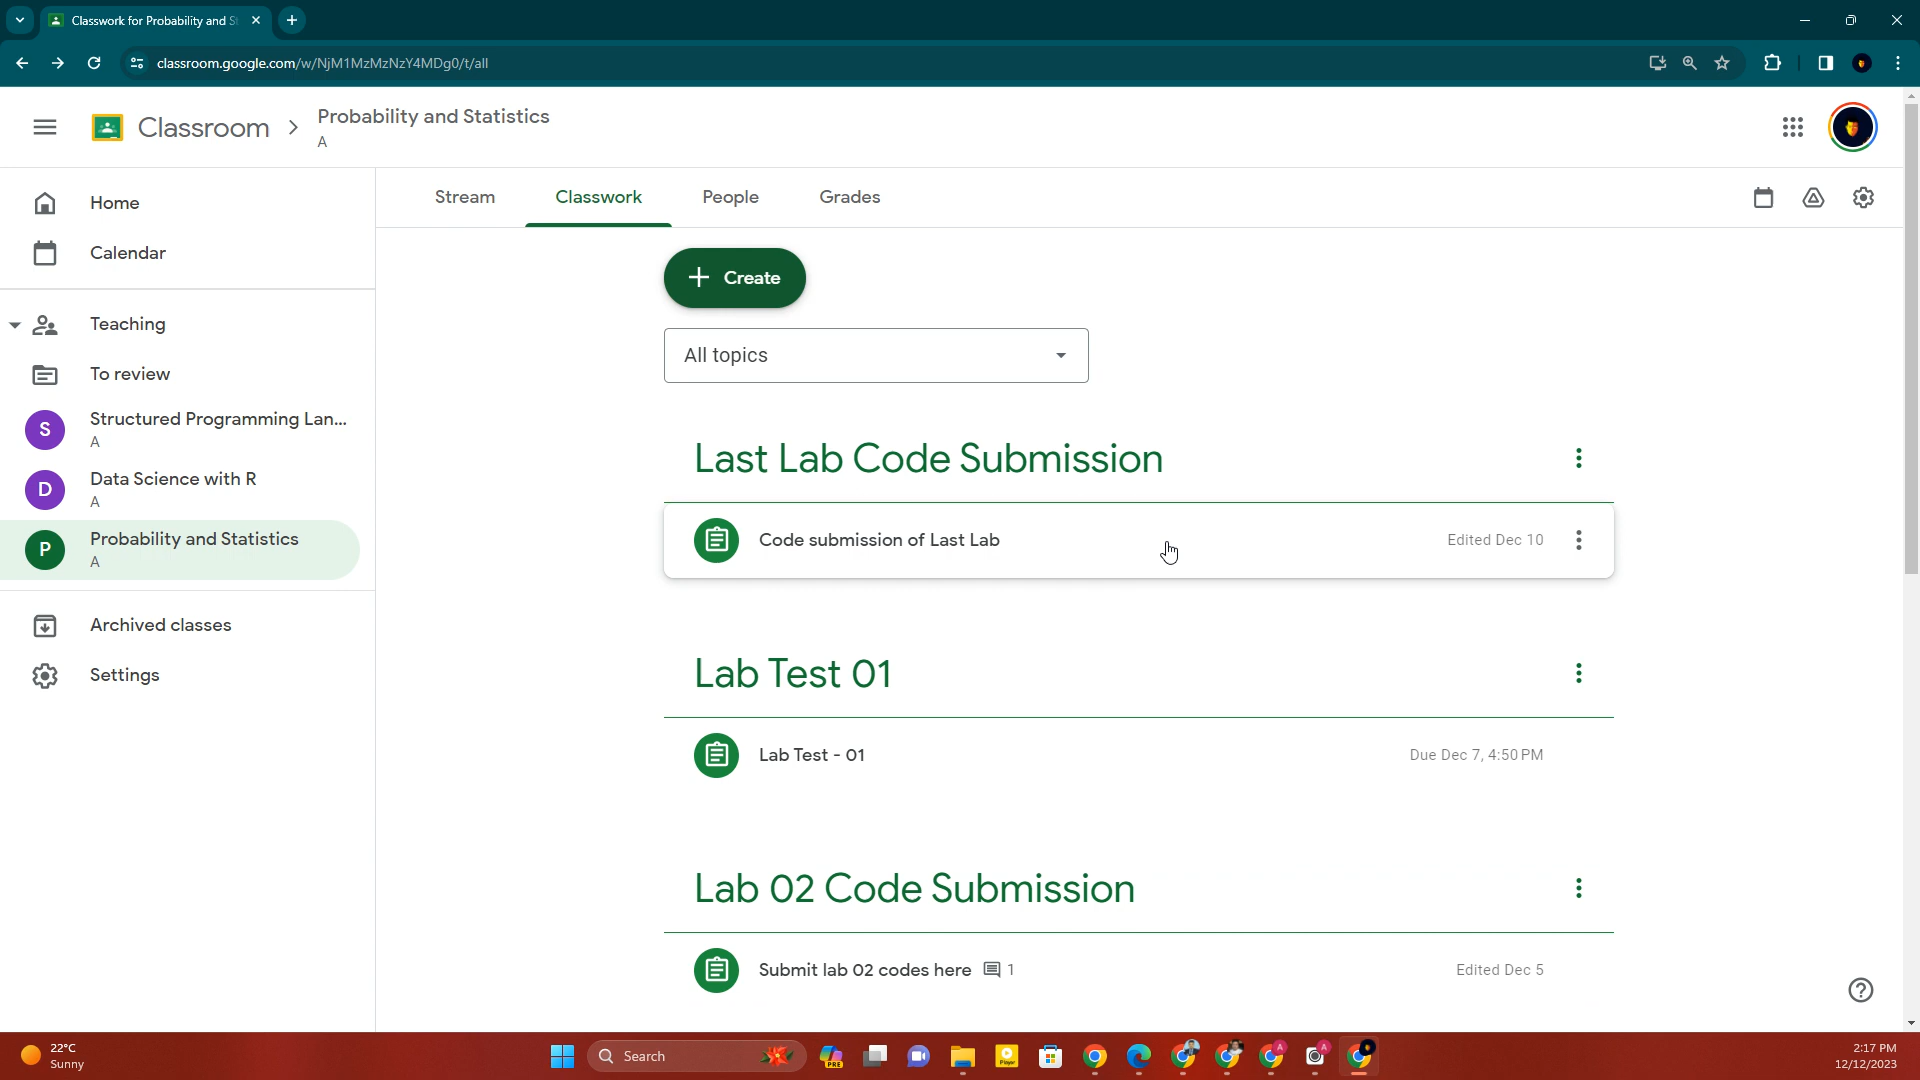 Classwork for Probability and S
classroom.google.com/w/NjM1MzMzNzY4MDg0/t/all
Classroom
Probability and Statistics
A
Home
Calendar
Teaching
To review
S
Structured Programming Lan...
A
D
Data Science with R
A
P
Probability and Statistics
A
Archived classes
Settings
Stream
Classwork
People
Grades
Create
All topics
Last Lab Code Submission
Code submission of Last Lab
Edited Dec 10
Lab Test 01
Lab Test - 01
Due Dec 7, 4:50 PM
Lab 02 Code Submission
Submit lab 02 codes here
1
Edited Dec 5
22°C
Sunny
Search
PRE
Player
A
A
2:17 PM
12/12/2023